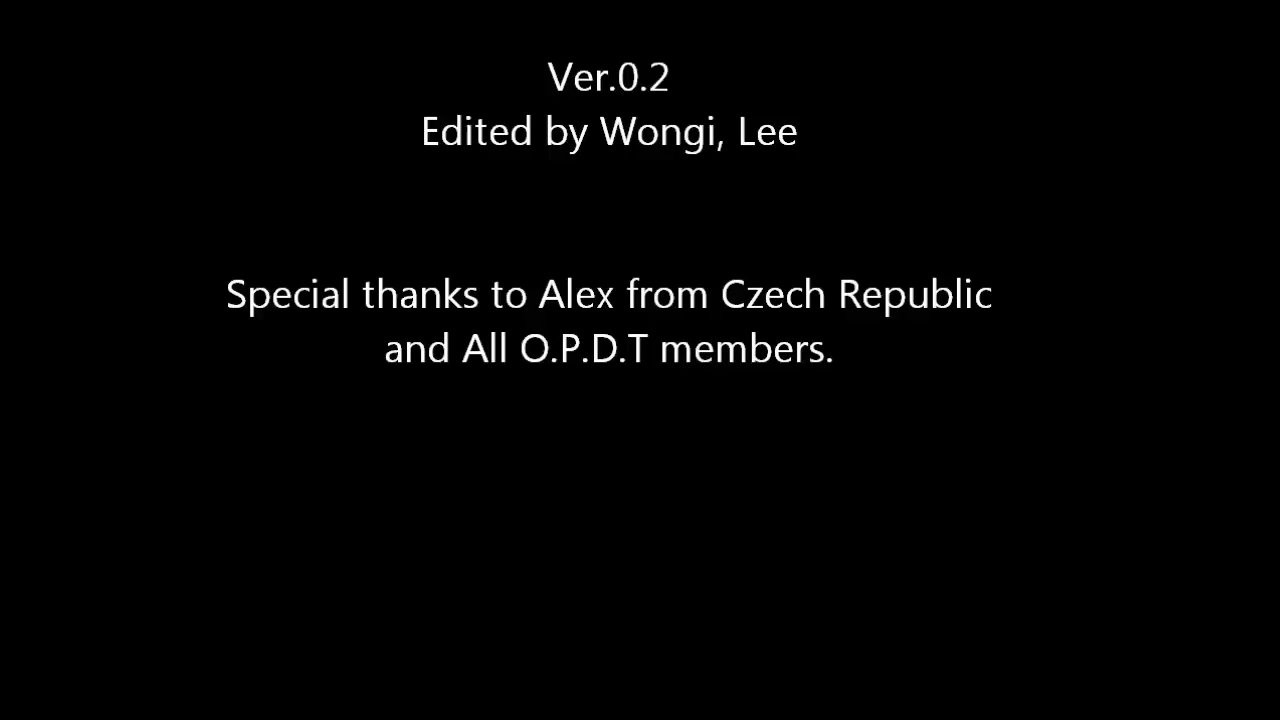 Ver.0.2
Edited by Wongi, Lee
Special thanks to Alex from Czech Republic
and All O.P.D.T members.